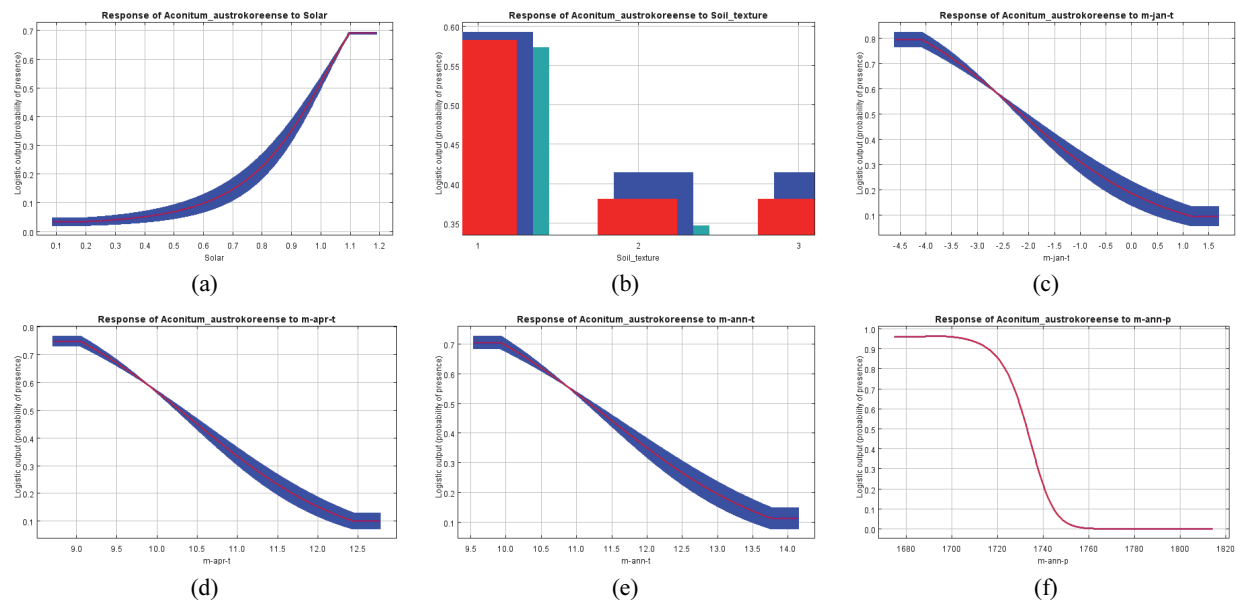 Response of Aconitum_austrokoreense to Solar
Logistic output (probability of presence)
0.7
0.6
0.5
0.4
0.3
0.2
0.1
0.0
0.1 0.2 0.3 0.4 0.5 0.6 0.7 0.8 0.9 1.0 1.1 1.2
Solar
(a)
Response of Aconitum_austrokoreense to Soil_texture
Logistic output (probability of presence)
0.60
0.55
0.50
0.45
0.40
0.35
1 2 3
Soil_texture
(b)
Response of Aconitum_austrokoreense to m-jan-t
Logistic output (probability of presence)
0.8
0.7
0.6
0.5
0.4
0.3
0.2
0.1
-4.5 -4.0 -3.5 -3.0 -2.5 -2.0 -1.5 -1.0 -0.5 0.0 0.5 1.0 1.5
m-jan-t
(c)
Response of Aconitum_austrokoreense to m-apr-t
Logistic output (probability of presence)
0.8
0.7
0.6
0.5
0.4
0.3
0.2
0.1
9.0 9.5 10.0 10.5 11.0 11.5 12.0 12.5
m-apr-t
(d)
Response of Aconitum_austrokoreense to m-ann-t
Logistic output (probability of presence)
0.7
0.6
0.5
0.4
0.3
0.2
0.1
9.5 10.0 10.5 11.0 11.5 12.0 12.5 13.0 13.5 14.0
m-ann-t
(e)
Response of Aconitum_austrokoreense to m-ann-p
Logistic output (probability of presence)
1.0
0.9
0.8
0.7
0.6
0.5
0.4
0.3
0.2
0.1
0.0
1680 1700 1720 1740 1760 1780 1800 1820
m-ann-p
(f)